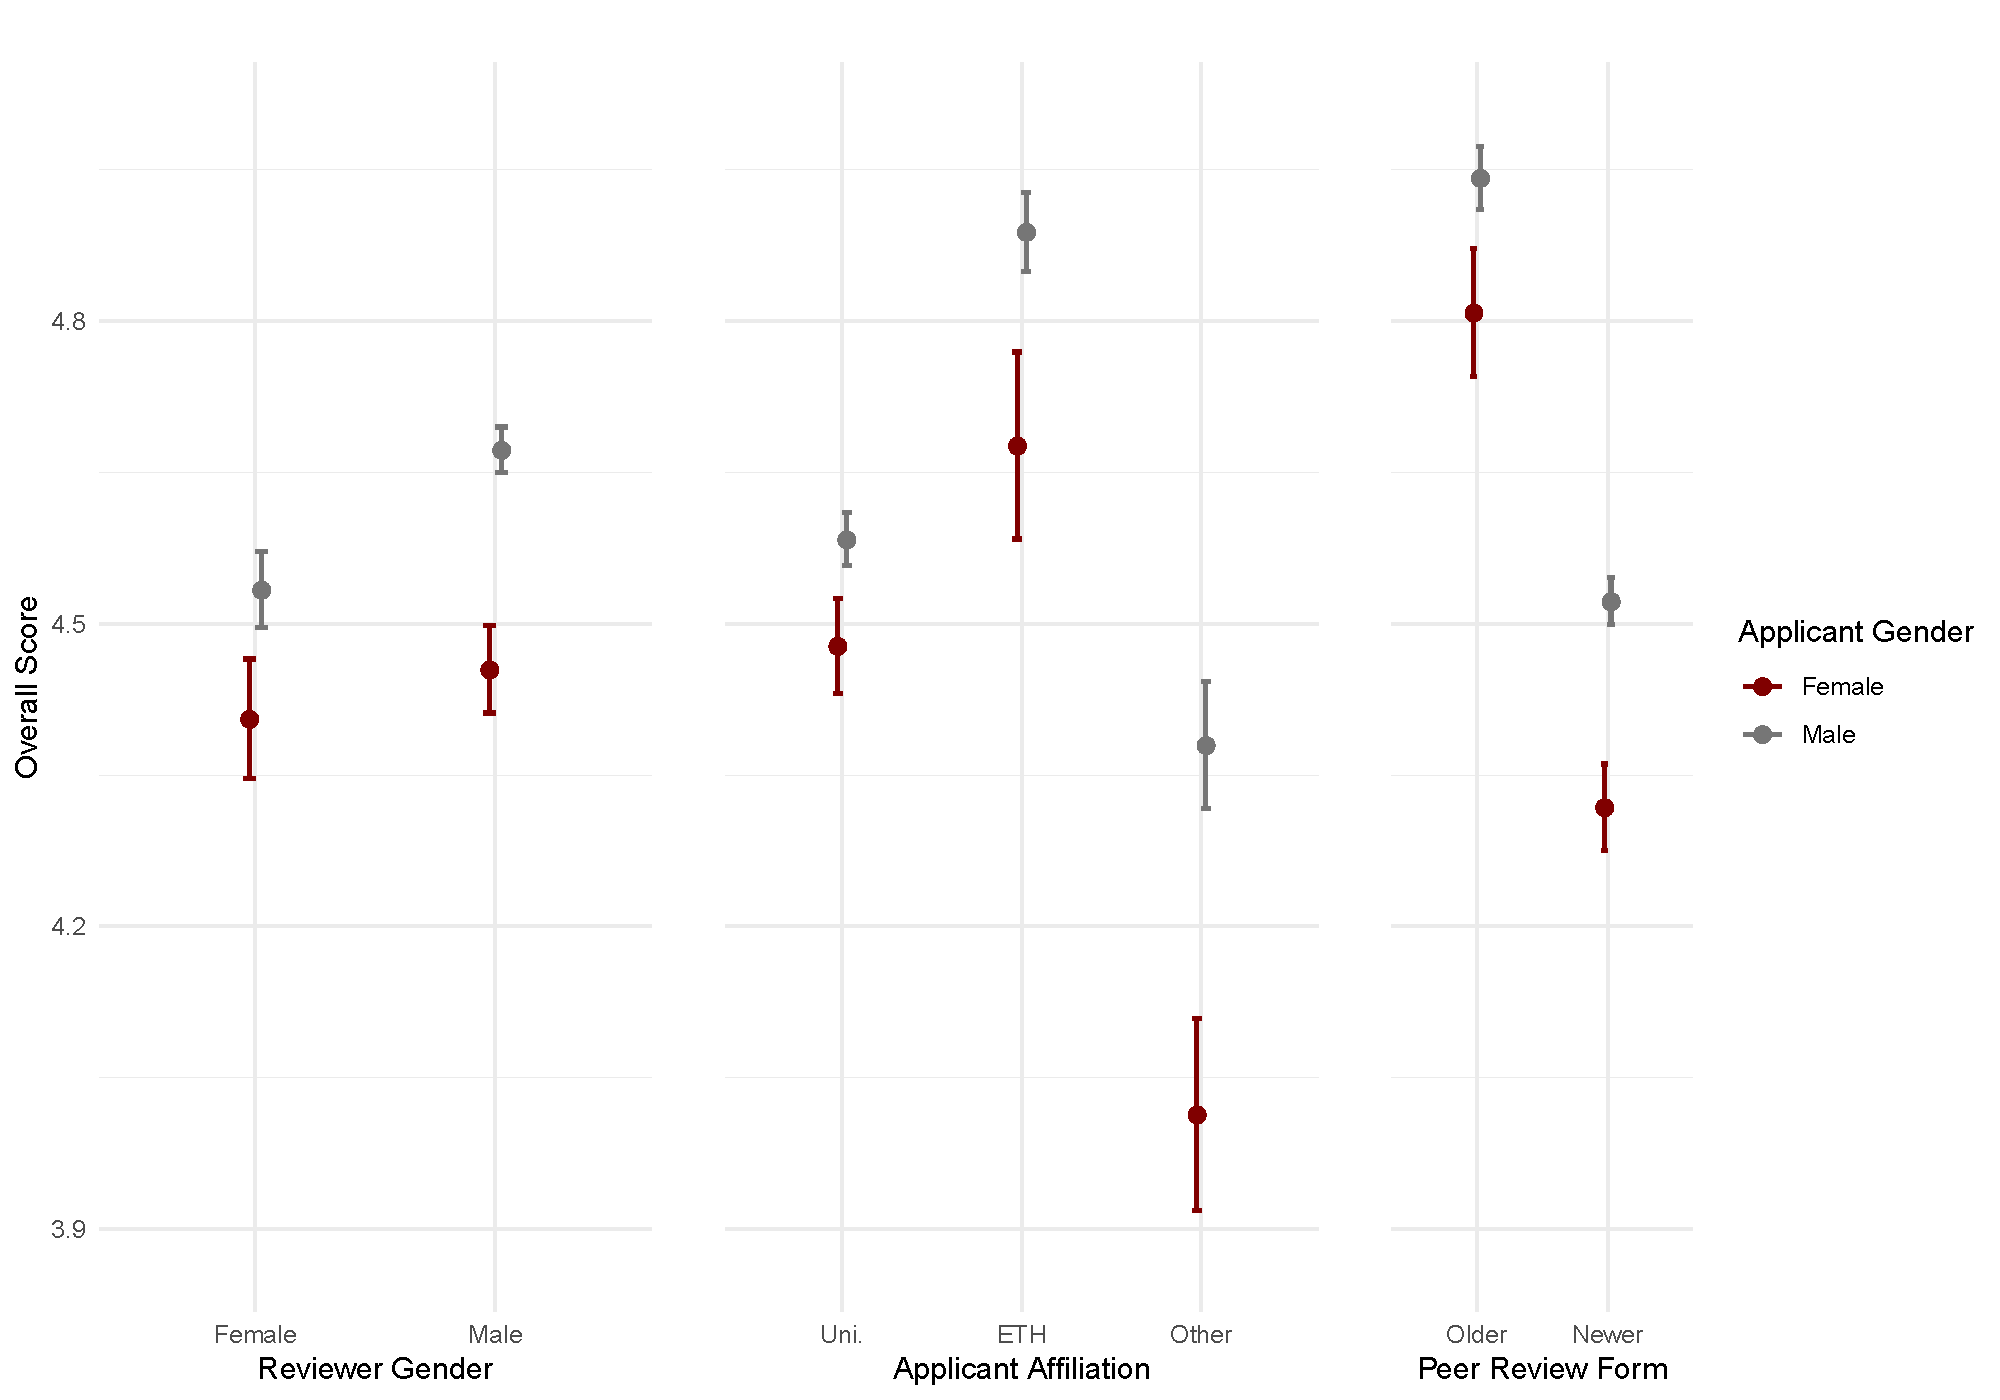 Overall Score
4.8
4.5
4.2
3.9
Female Male
Reviewer Gender
Uni. ETH Other
Applicant Affiliation
Older Newer
Peer Review Form
Applicant Gender
Female
Male